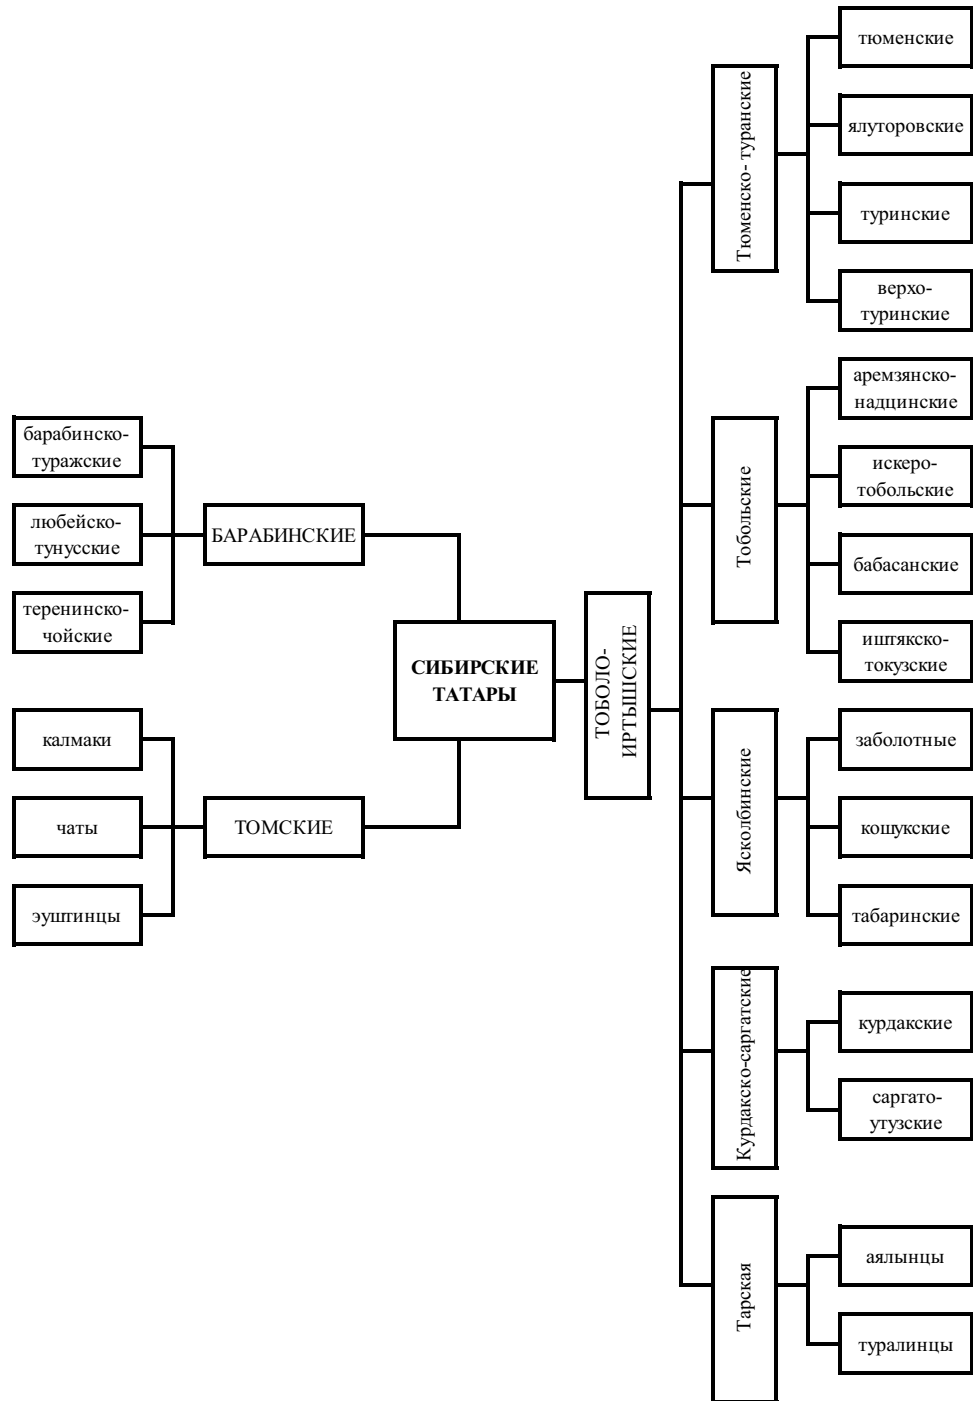 СИБИРСКИЕ
ТАТАРЫ
БАРАБИНСКИЕ
барабинско-
туражские
любейско-
тунусские
теренинско-
чойские
ТОМСКИЕ
калмаки
чаты
эуштинцы
ТОБОЛО-
ИРТЫШСКИЕ
Тюменско- туранские
тюменские
ялуторовские
туринские
верхо-
туринские
Тобольские
аремзянско-
надцинские
искеро-
тобольские
бабасанские
иштякско-
токузские
Ясколбинские
заболотные
кошукские
табаринские
Курдакско-саргатские
курдакские
саргато-
утузские
Тарская
аялынцы
туралинцы